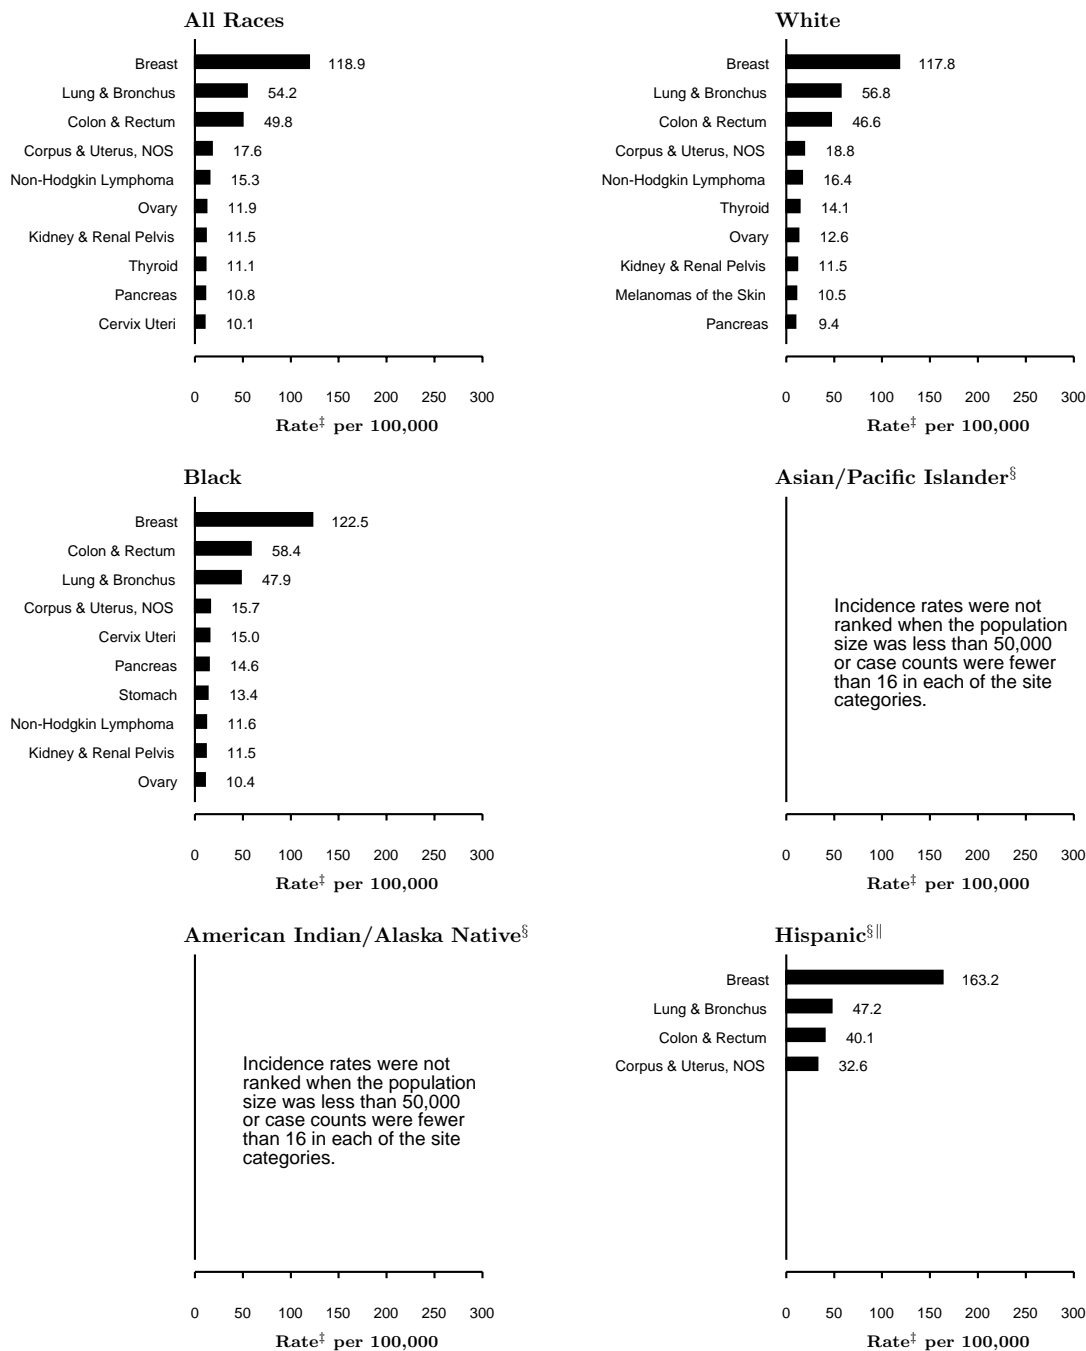 All Races
Breast 118.9
Lung & Bronchus 54.2
Colon & Rectum 49.8
Corpus & Uterus, NOS 17.6
Non-Hodgkin Lymphoma 15.3
Ovary 11.9
Kidney & Renal Pelvis 11.5
Thyroid 11.1
Pancreas 10.8
Cervix Uteri 10.1
0 50 100 150 200 250 300
Rate‡ per 100,000
White
Breast 117.8
Lung & Bronchus 56.8
Colon & Rectum 46.6
Corpus & Uterus, NOS 18.8
Non-Hodgkin Lymphoma 16.4
Thyroid 14.1
Ovary 12.6
Kidney & Renal Pelvis 11.5
Melanomas of the Skin 10.5
Pancreas 9.4
0 50 100 150 200 250 300
Rate‡ per 100,000
Black
Breast 122.5
Colon & Rectum 58.4
Lung & Bronchus 47.9
Corpus & Uterus, NOS 15.7
Cervix Uteri 15.0
Pancreas 14.6
Stomach 13.4
Non-Hodgkin Lymphoma 11.6
Kidney & Renal Pelvis 11.5
Ovary 10.4
0 50 100 150 200 250 300
Rate‡ per 100,000
Asian/Pacific Islander§
Incidence rates were not
ranked when the population
size was less than 50,000
or case counts were fewer
than 16 in each of the site
categories.
0 50 100 150 200 250 300
Rate‡ per 100,000
American Indian/Alaska Native§
Incidence rates were not
ranked when the population
size was less than 50,000
or case counts were fewer
than 16 in each of the site
categories.
0 50 100 150 200 250 300
Rate‡ per 100,000
Hispanic§||
Breast 163.2
Lung & Bronchus 47.2
Colon & Rectum 40.1
Corpus & Uterus, NOS 32.6
0 50 100 150 200 250 300
Rate‡ per 100,000